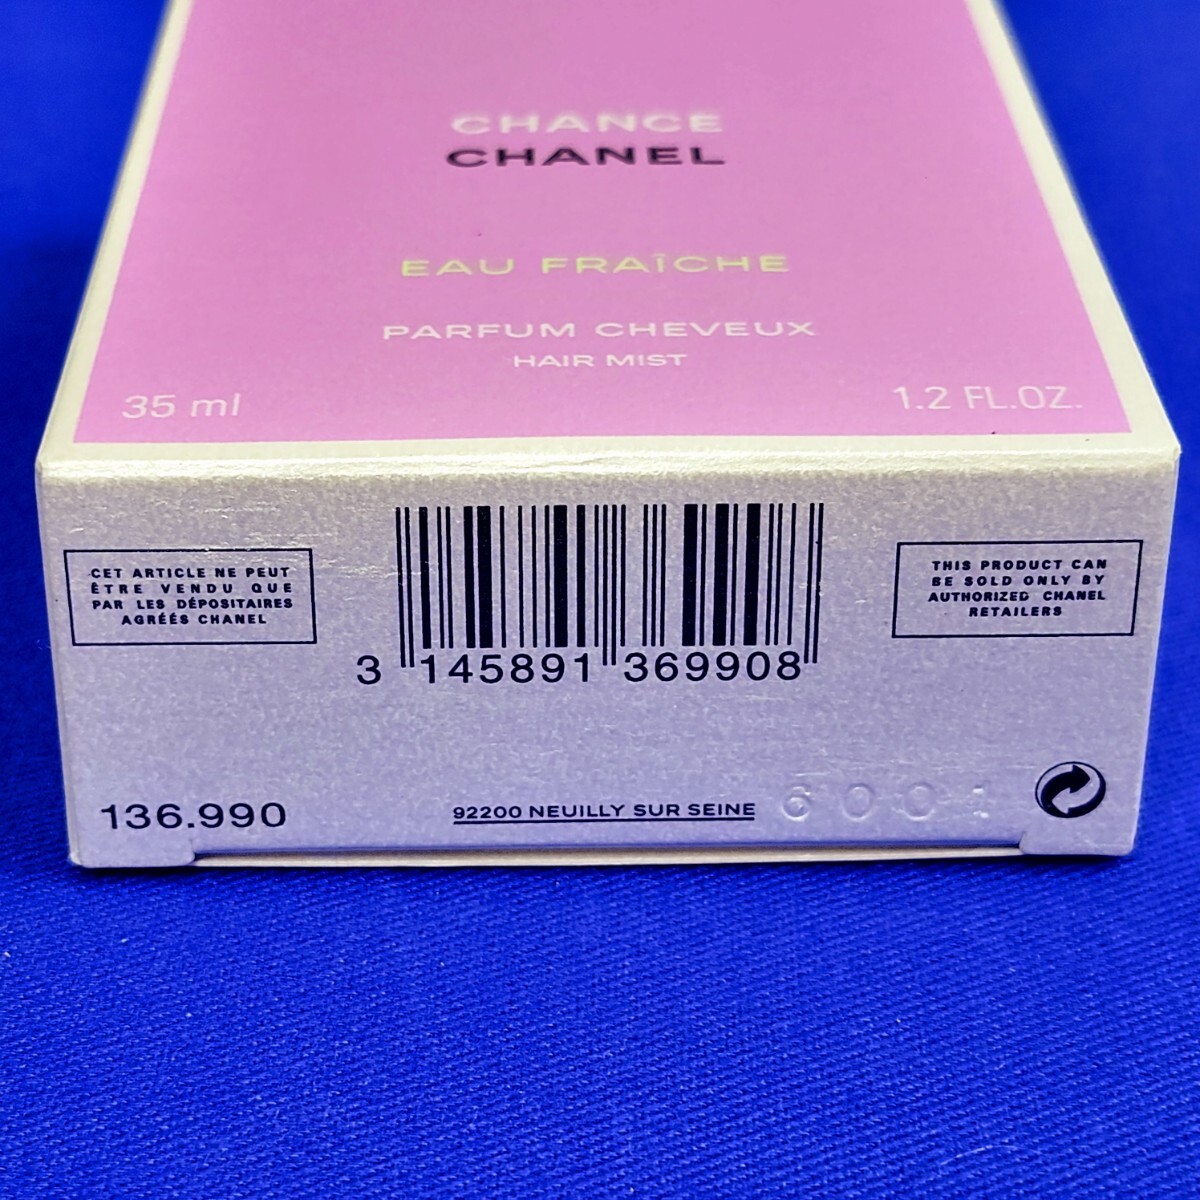 CHANCE
CHANEL
EAU FRAÎCHE
PARFUM CHEVEUX
HAIR MIST
35 ml
1.2 FL.OZ.
CET ARTICLE NE PEUT
ÊTRE VENDU QUE
PAR LES DÉPOSITAIRES
AGRÉÉS CHANEL
THIS PRODUCT CAN
BE SOLD ONLY BY
AUTHORIZED CHANEL
RETAILERS
3 145891 369908
136.990
92200 NEUILLY SUR SEINE
6001